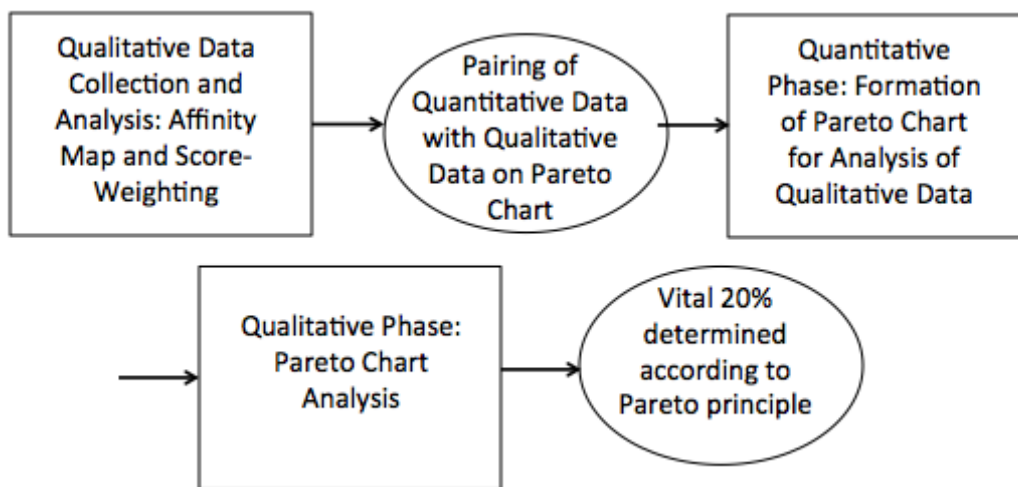 Qualitative Data
Collection and
Analysis: Affinity
Map and Score-
Weighting
Pairing of
Quantitative Data
with Qualitative
Data on Pareto
Chart
Quantitative
Phase: Formation
of Pareto Chart
for Analysis of
Qualitative Data
Qualitative Phase:
Pareto Chart
Analysis
Vital 20%
determined
according to
Pareto principle